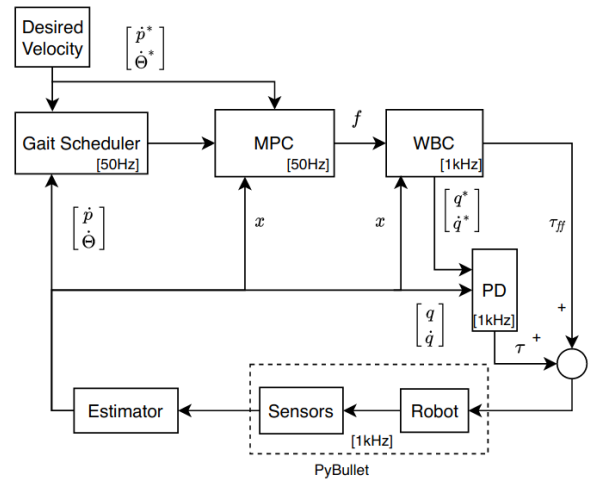 Desired
Velocity
ṗ*
Θ̇*
Gait Scheduler
[50Hz]
MPC
[50Hz]
f
WBC
[1kHz]
ṗ
Θ̇
x
x
q*
q̇*
τff
PD
[1kHz]
q
q̇
τ
+
+
Estimator
Sensors
Robot
[1kHz]
PyBullet